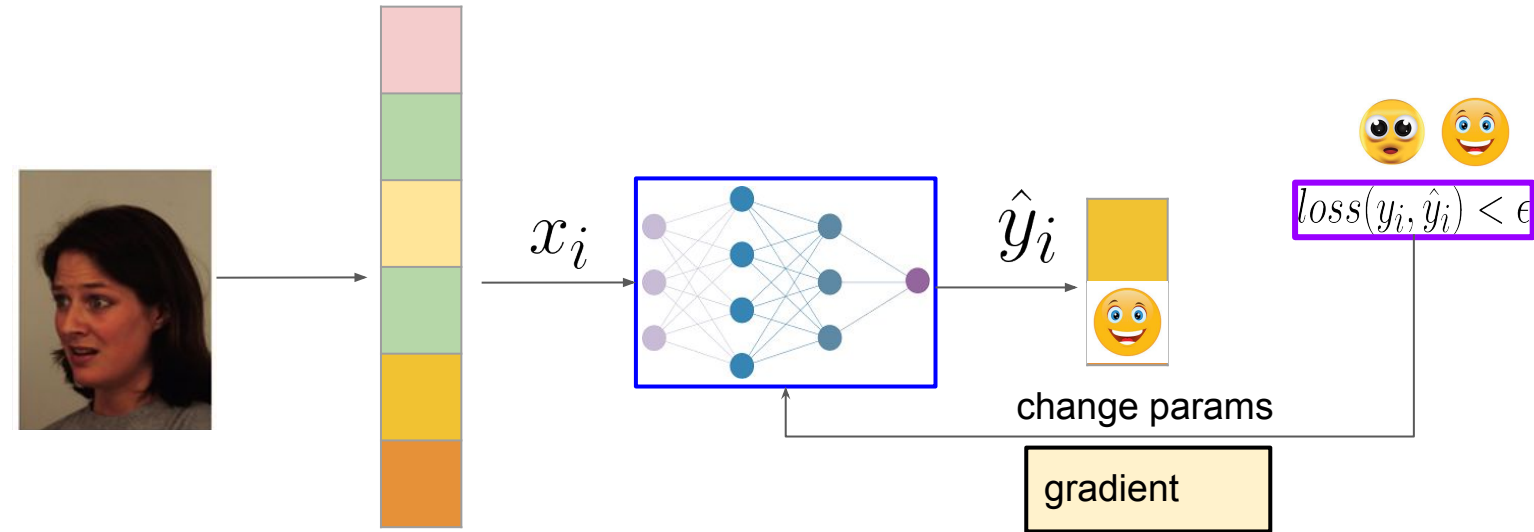 x_i
ŷ_i
loss(y_i, ŷ_i) < ϵ
change params
gradient